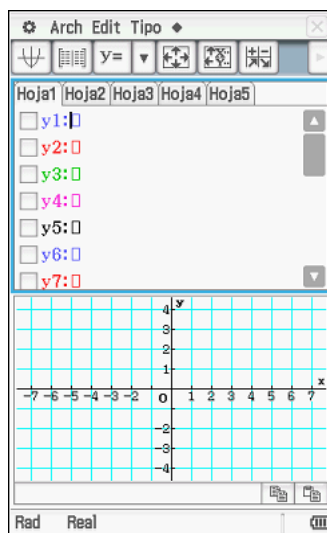 Arch Edit Tipo
Y=
Hoja1 Hoja2 Hoja3 Hoja4 Hoja5
y1:
y2:
y3:
y4:
y5:
y6:
y7:
y
4
3
2
1
x
-7 -6 -5 -4 -3 -2 0 1 2 3 4 5 6 7
-2
-3
-4
Rad Real